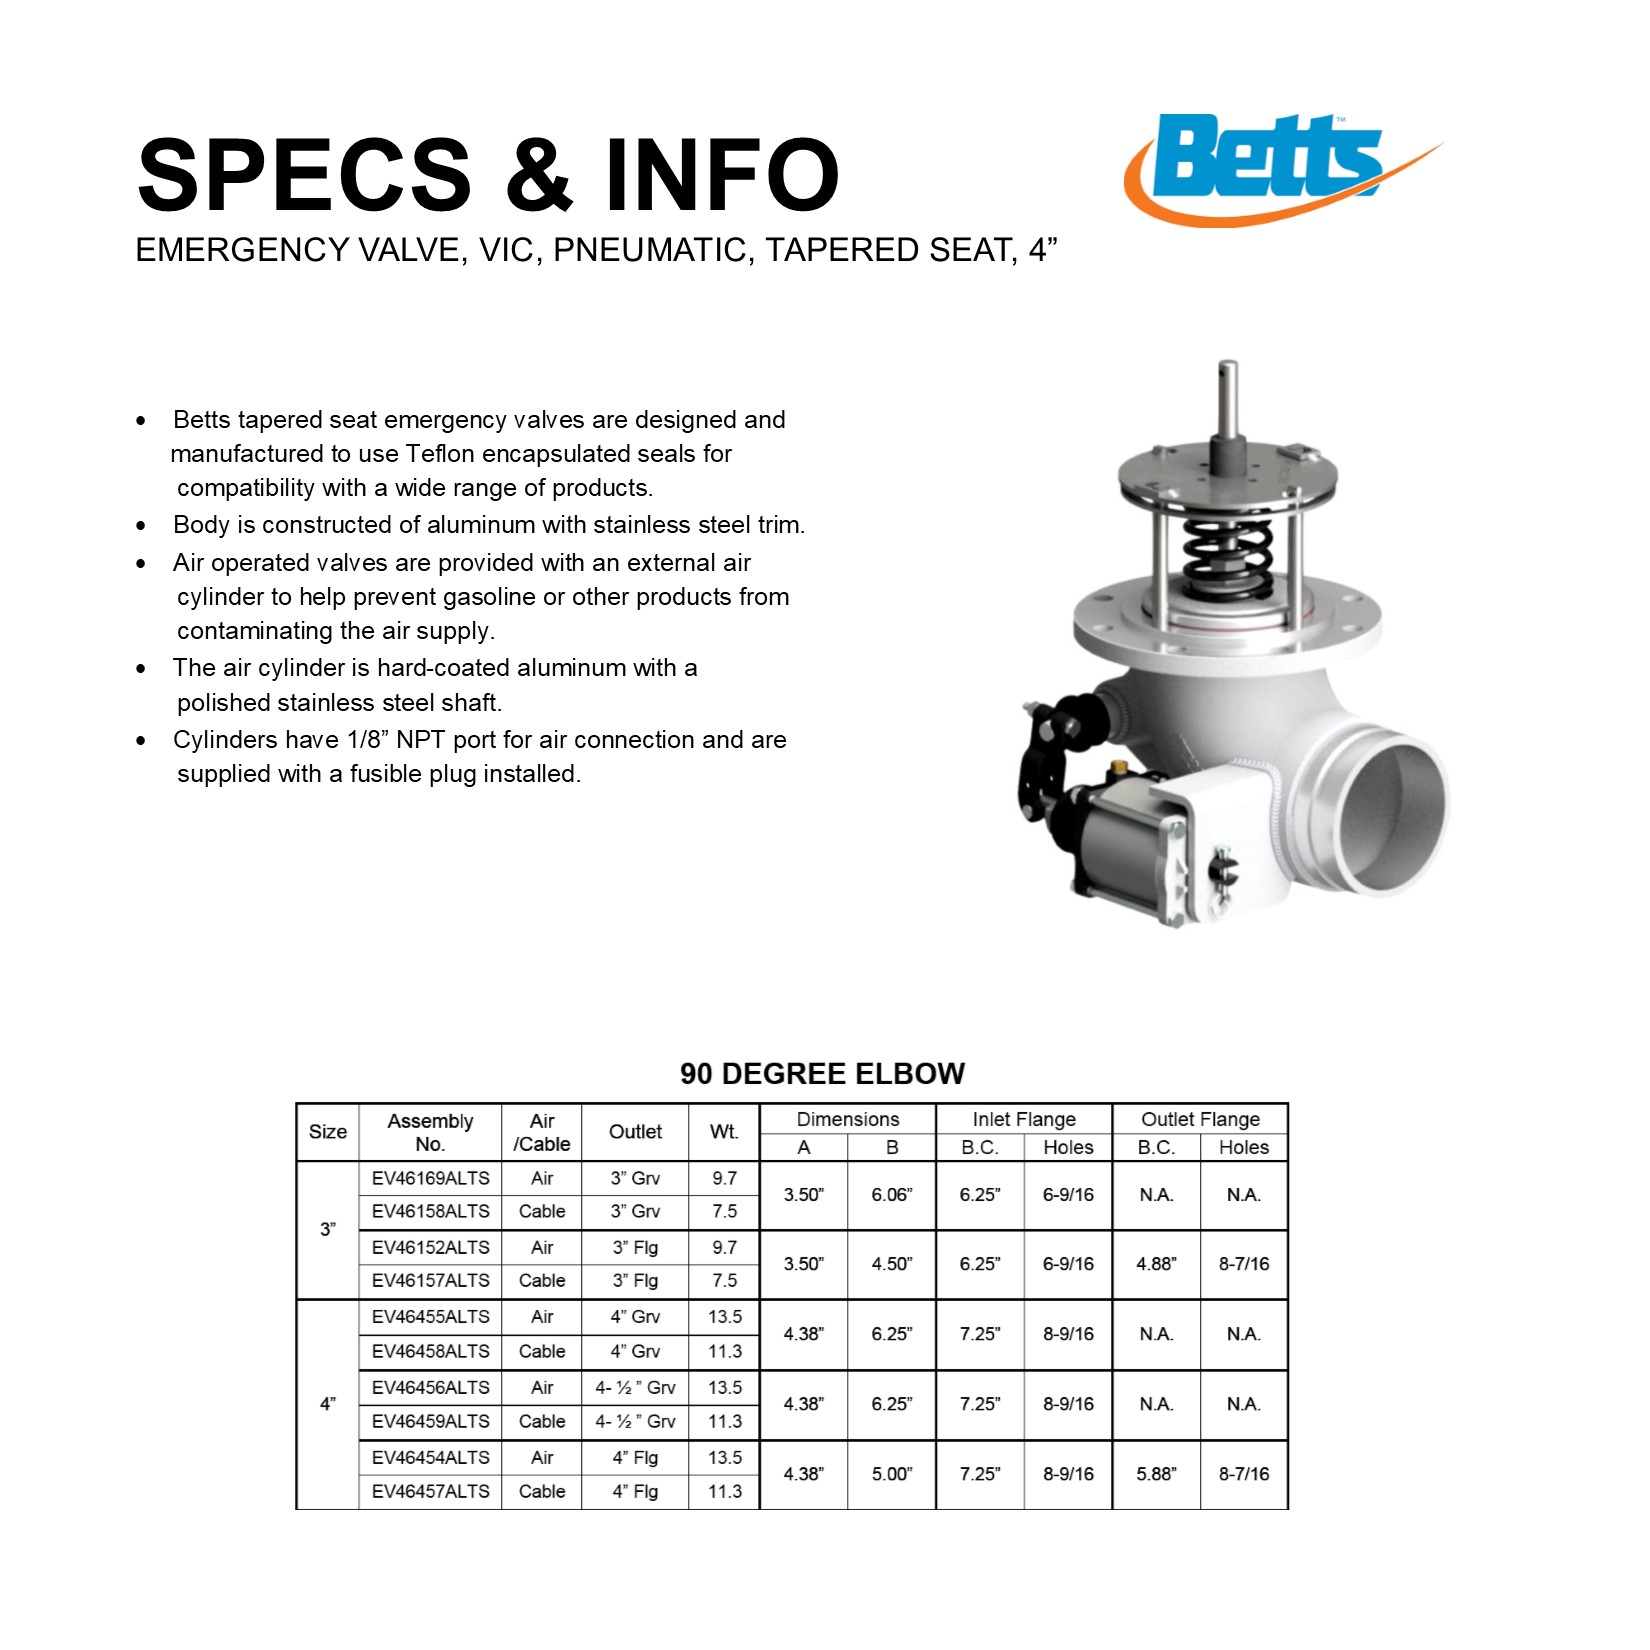 Betts™
SPECS & INFO
EMERGENCY VALVE, VIC, PNEUMATIC, TAPERED SEAT, 4”
• Betts tapered seat emergency valves are designed and
manufactured to use Teflon encapsulated seals for
compatibility with a wide range of products.
• Body is constructed of aluminum with stainless steel trim.
• Air operated valves are provided with an external air
cylinder to help prevent gasoline or other products from
contaminating the air supply.
• The air cylinder is hard-coated aluminum with a
polished stainless steel shaft.
• Cylinders have 1/8” NPT port for air connection and are
supplied with a fusible plug installed.
90 DEGREE ELBOW
Size Assembly No. Air /Cable Outlet Wt. Dimensions Inlet Flange Outlet Flange
A B B.C. Holes B.C. Holes
3”
EV46169ALTS Air 3” Grv 9.7 3.50” 6.06” 6.25” 6-9/16 N.A. N.A.
EV46158ALTS Cable 3” Grv 7.5
EV46152ALTS Air 3” Flg 9.7 3.50” 4.50” 6.25” 6-9/16 4.88” 8-7/16
EV46157ALTS Cable 3” Flg 7.5
4”
EV46455ALTS Air 4” Grv 13.5 4.38” 6.25” 7.25” 8-9/16 N.A. N.A.
EV46458ALTS Cable 4” Grv 11.3
EV46456ALTS Air 4- ½ ” Grv 13.5 4.38” 6.25” 7.25” 8-9/16 N.A. N.A.
EV46459ALTS Cable 4- ½ ” Grv 11.3
EV46454ALTS Air 4” Flg 13.5 4.38” 5.00” 7.25” 8-9/16 5.88” 8-7/16
EV46457ALTS Cable 4” Flg 11.3